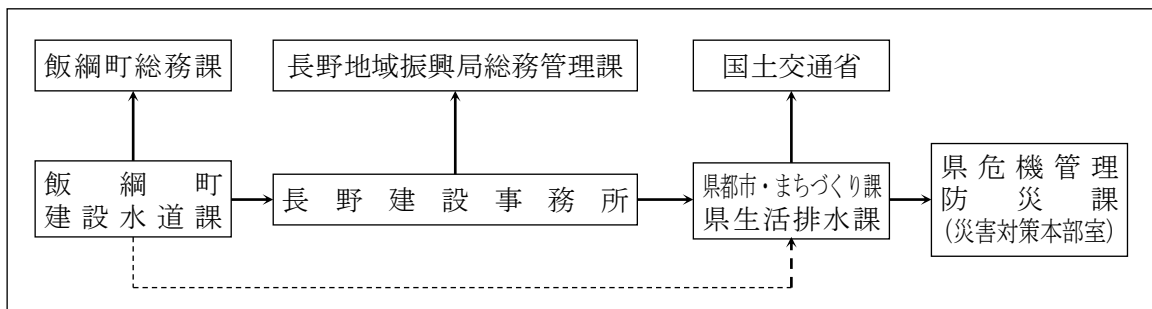 飯綱町総務課
長野地域振興局総務管理課
国土交通省
飯綱町
建設水道課
長野建設事務所
県都市・まちづくり課
県生活排水課
県危機管理
防災課
(災害対策本部室)